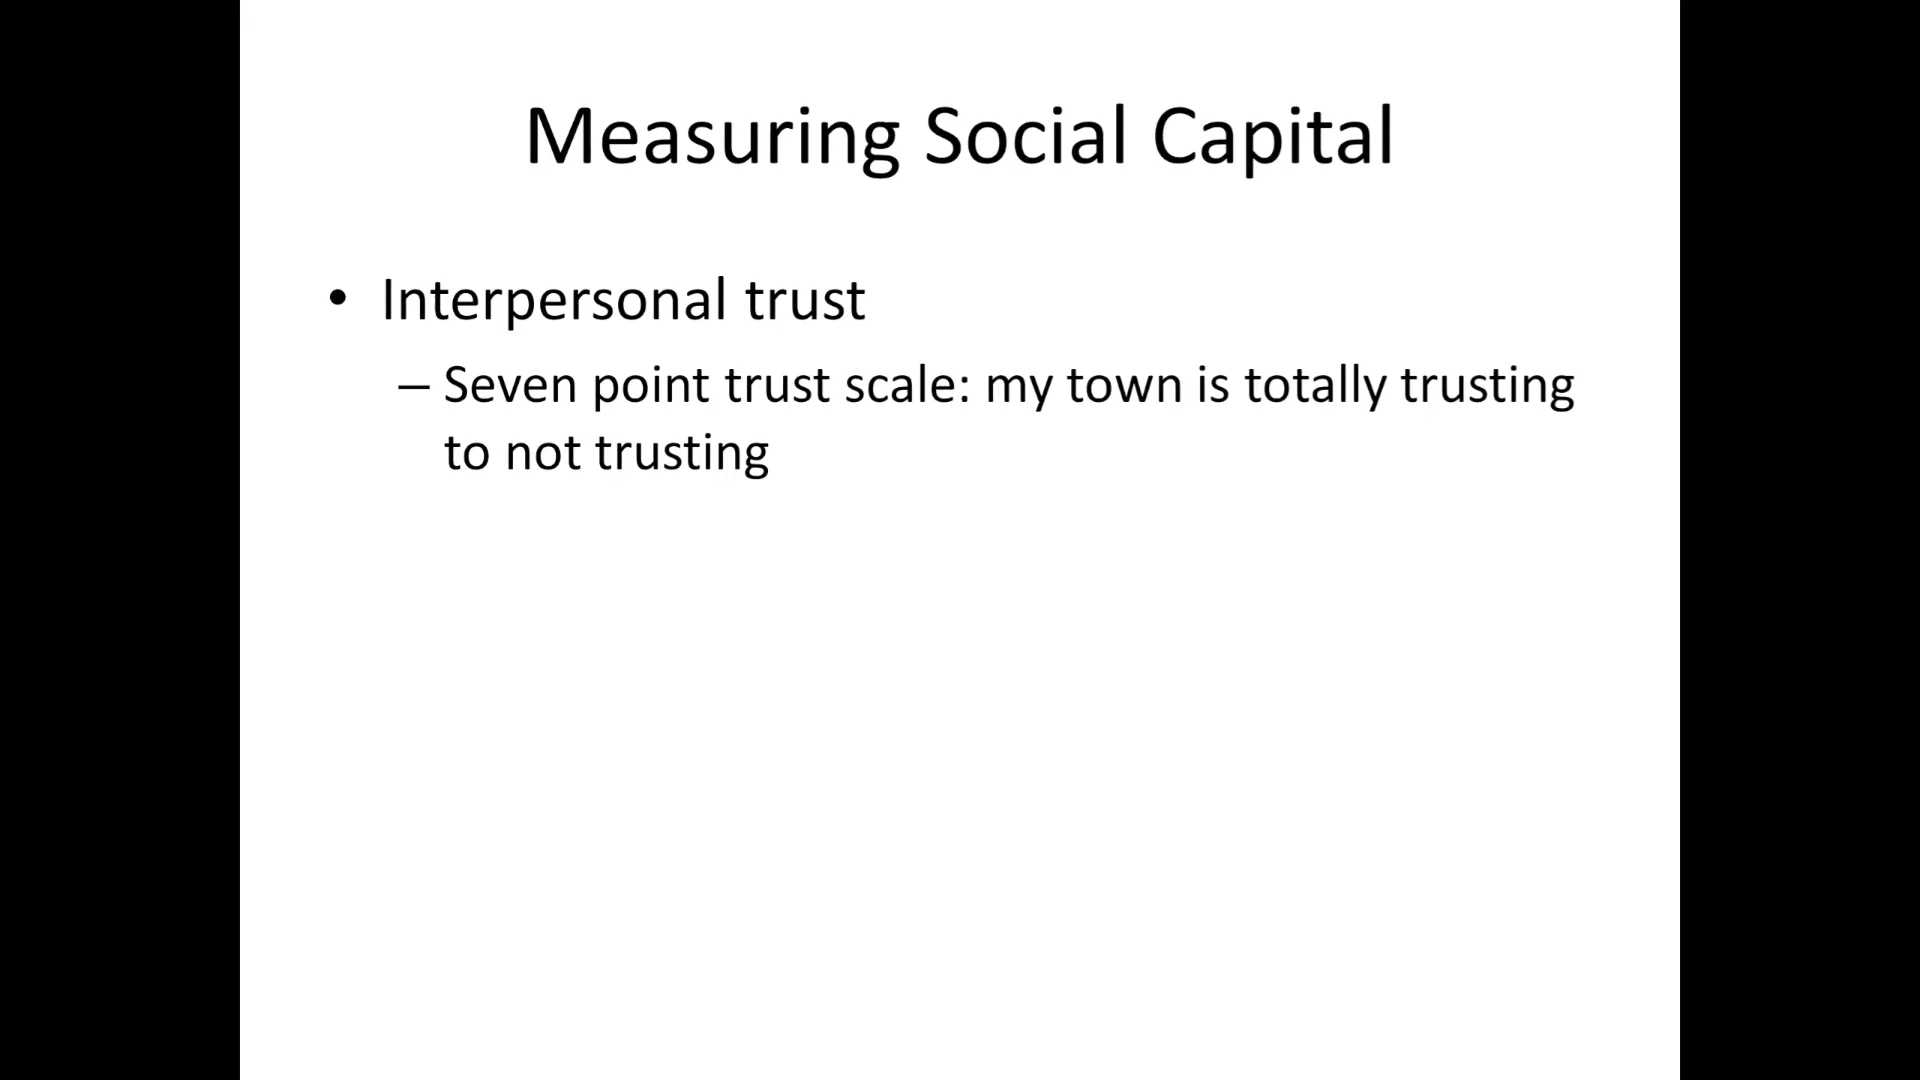 Measuring Social Capital
• Interpersonal trust
– Seven point trust scale: my town is totally trusting
to not trusting